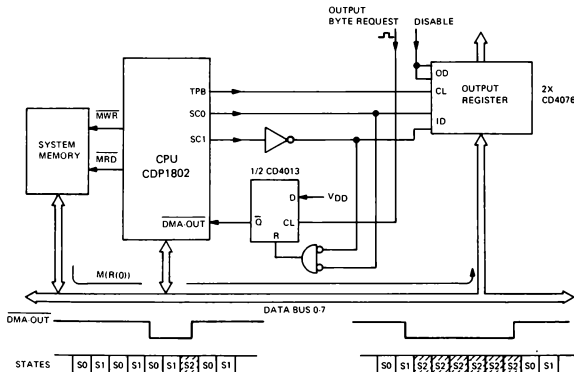 OUTPUT
BYTE REQUEST DISABLE
OD
CL
ID
OUTPUT
REGISTER
2X
CD4076
TPB
SC0
SC1
MWR
MRD
SYSTEM
MEMORY
CPU
CDP1802
DMA-OUT
1/2 CD4013
D
VDD
Q
CL
R
M(R(0))
DATA BUS 0-7
DMA-OUT
STATES S0 S1 S0 S1 S0 S1 S2 S0 S1 S0 S1 S2 S2 S2 S2 S2 S0 S1